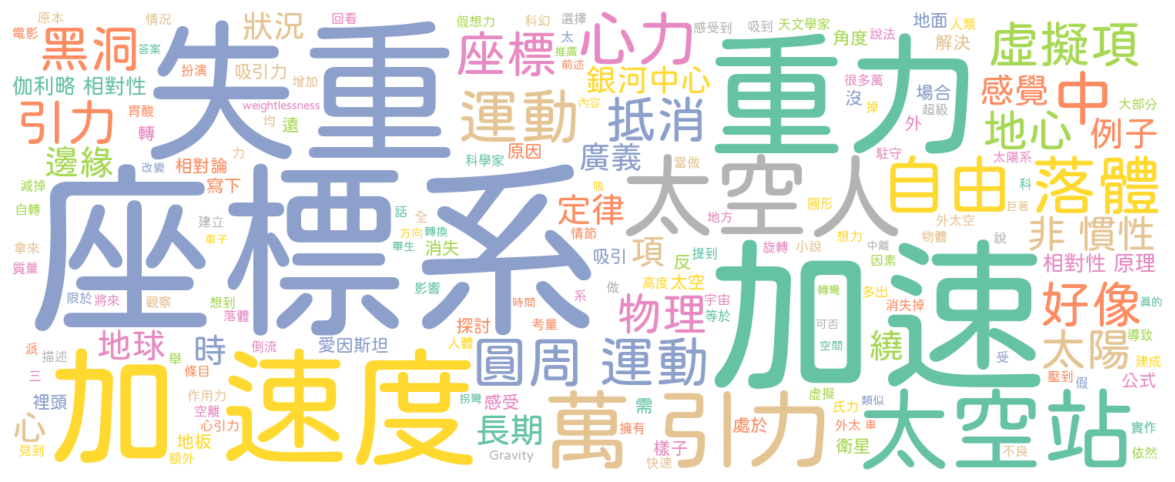 原本
情況
回看
假想力
科幻
選擇
天文學家
地面
人類
電影
黑洞
答案
失重
狀況
座標
太
推廣
前述
心力
感受到
吸到
重力
角度
說法
解決
虛擬項
伽利略 相對性
扮演
吸引力
增加
銀河中心
很多萬
場合
感覺
中
大部分
引力
胃酸
weightlessness
運動
內容
抵消
沒
掉
超級
地心
例子
轉
均
遠
外
邊緣
改變
相對論
力
原因
科學家
廣義
當做
駐守
太陽系
減掉
寫下
座標系
吸
太空人
自由
科
落體
巨著
自轉
建立
話
全
定律
地方
圓形
外太空
非 慣性
車子
方向
轉換
情節
想力
物體
說
拿來
畢生
消失
吸引
項
反
提到
旋轉
小說
中離
因素
相對性 原理
質量
影響
高度
太空
加速
轉彎
多出
限於
將來
觀察
想到
系
做
宇宙
消失掉
好像
真的
落體
時間
物理
等於
地球
探討
考量
可否
導致
派
時
倒流
愛因斯坦
人體
圓周 運動
空間
繞
受
太陽
建成
描述
舉
三
加速度
條目
壓到
假
公式
裡頭
作用力
拐彎
感受
萬引力
需
虛擬
氏力
類似
太空站
空離
心引力
長期
擁有
處於
外太 車
實作
心
地板
樣子
衛星
見到
額外
Gravity
快速
不良
依然